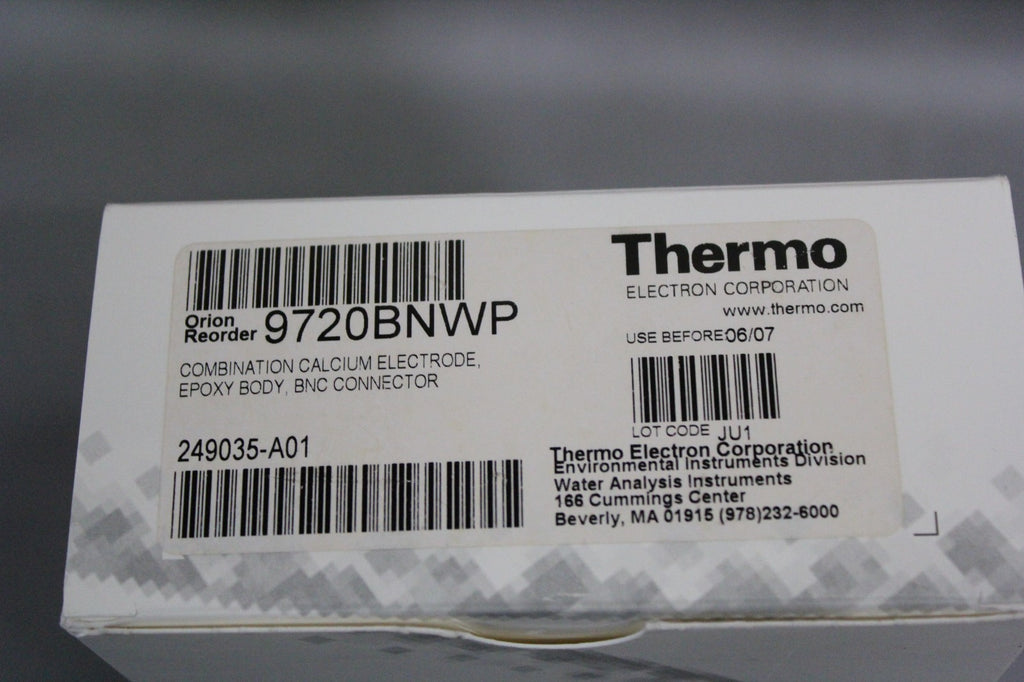 Orion
Reorder 9720BNWP
COMBINATION CALCIUM ELECTRODE,
EPOXY BODY, BNC CONNECTOR
249035-A01
Thermo
ELECTRON CORPORATION
www.thermo.com
USE BEFORE:06/07
LOT CODE JU1
Thermo Electron Corporation
Environmental Instruments Division
Water Analysis Instruments
166 Cummings Center
Beverly, MA 01915 (978)232-6000